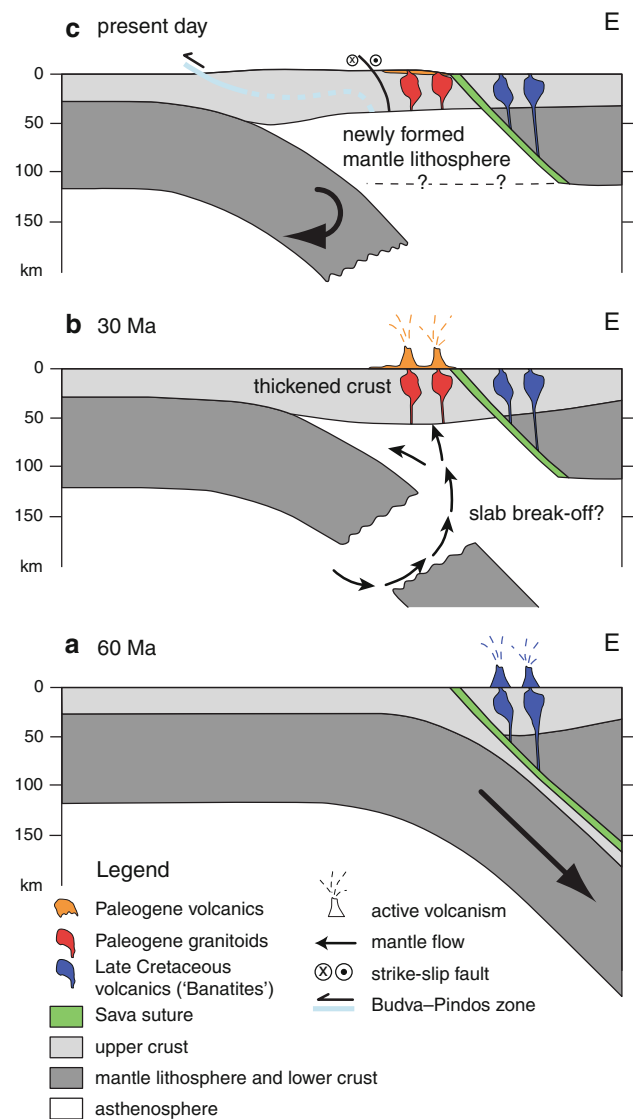 c present day
E
0
50
100
150
km
newly formed
mantle lithosphere
? ?
b 30 Ma
E
0
50
100
150
km
thickened crust
slab break-off?
a 60 Ma
E
0
50
100
150
km
Legend
Paleogene volcanics
Paleogene granitoids
Late Cretaceous
volcanics ('Banatites')
Sava suture
upper crust
mantle lithosphere and lower crust
asthenosphere
active volcanism
mantle flow
strike-slip fault
Budva–Pindos zone